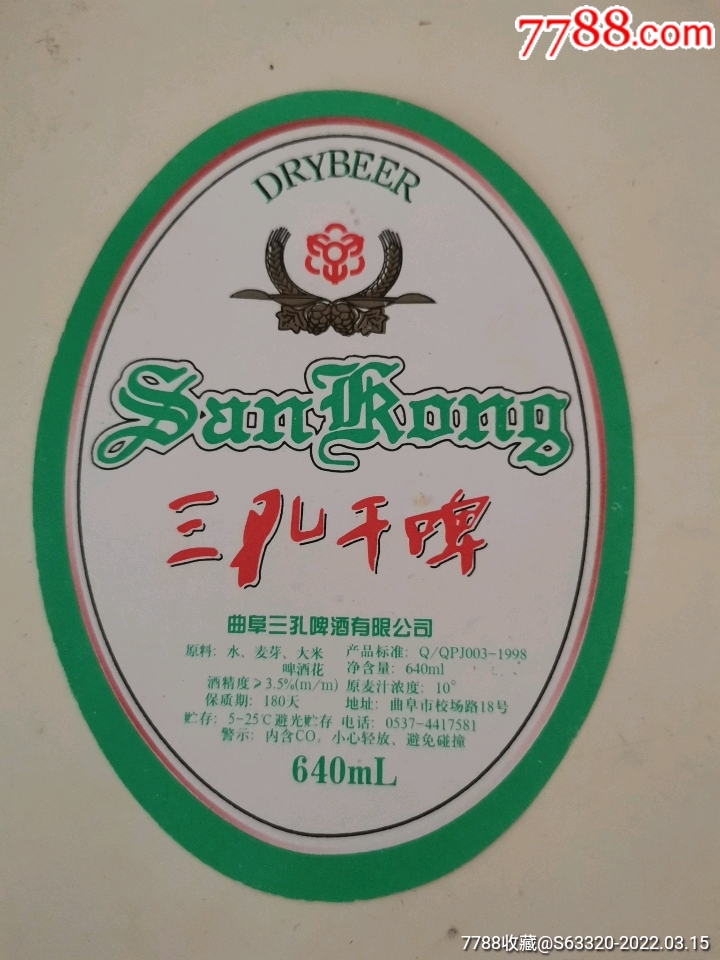 7788.com
DRYBEER
SanKong
三孔干啤
曲阜三孔啤酒有限公司
原料：水、麦芽、大米 产品标准：Q/QPJ003-1998
啤酒花 净含量：640ml
酒精度≥3.5%(m/m) 原麦汁浓度：10°
保质期：180天 地址：曲阜市校场路18号
贮存：5-25℃避光贮存 电话：0537-4417581
警示：内含CO₂ 小心轻放、避免碰撞
640mL
7788收藏@S63320-2022.03.15